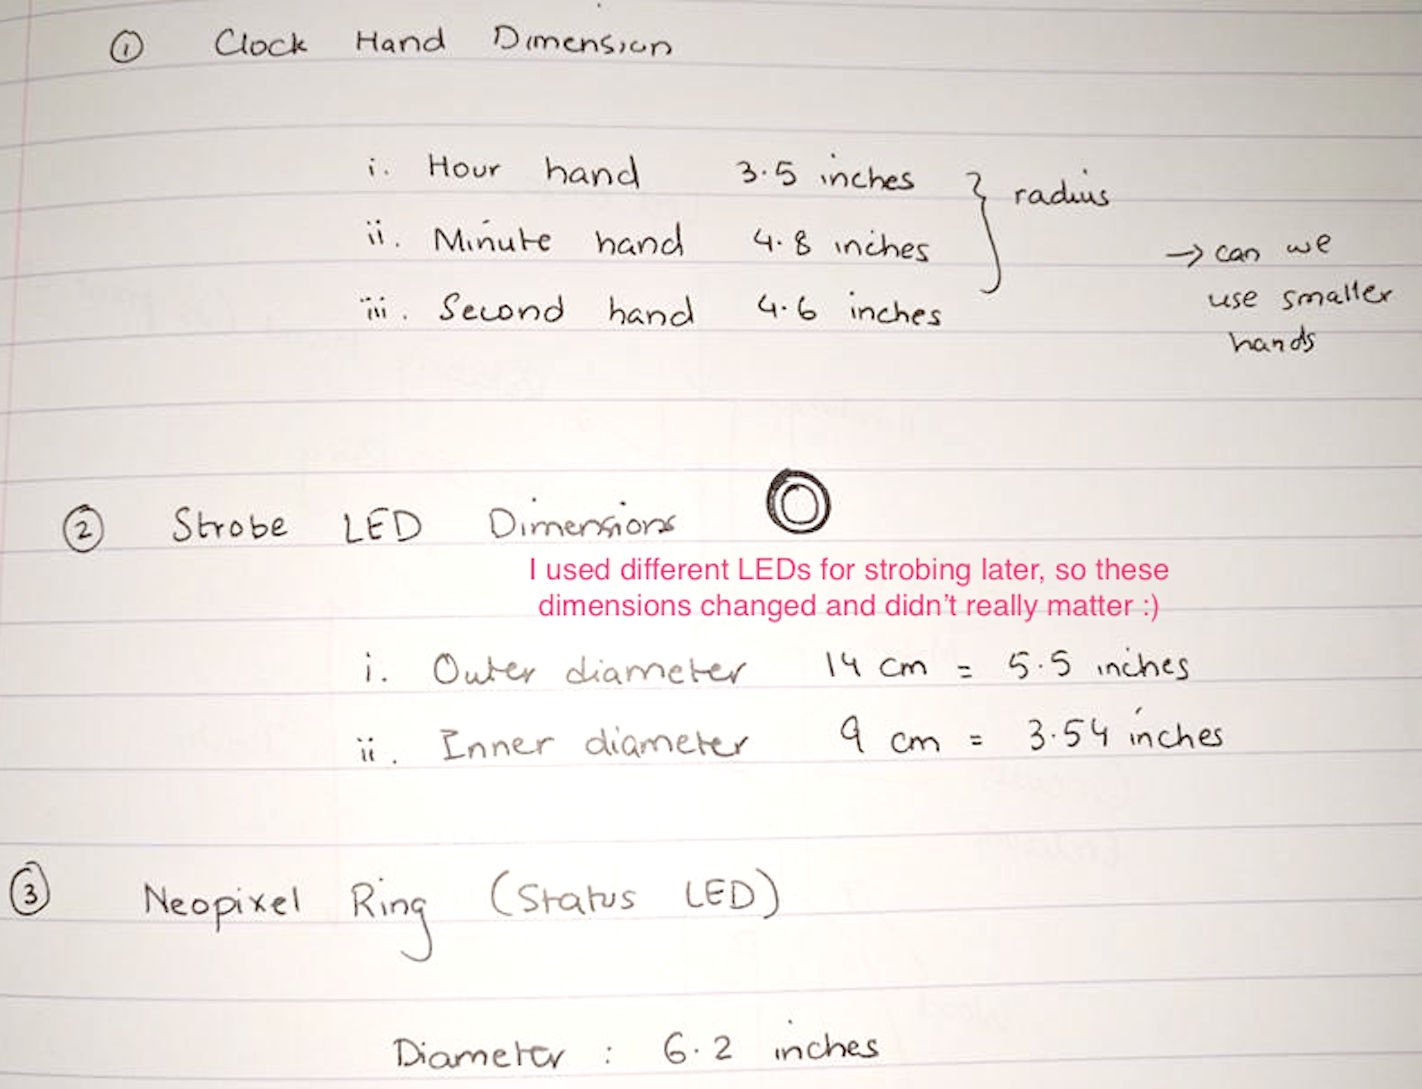 ① Clock Hand Dimension
i. Hour hand 3.5 inches } radius
ii. Minute hand 4.8 inches
→ can we
use smaller
hands
iii. Second hand 4.6 inches
② Strobe LED Dimensions
I used different LEDs for strobing later, so these
dimensions changed and didn't really matter :)
i. Outer diameter 14 cm = 5.5 inches
ii. Inner diameter 9 cm = 3.54 inches
③ Neopixel Ring (Status LED)
Diameter : 6.2 inches